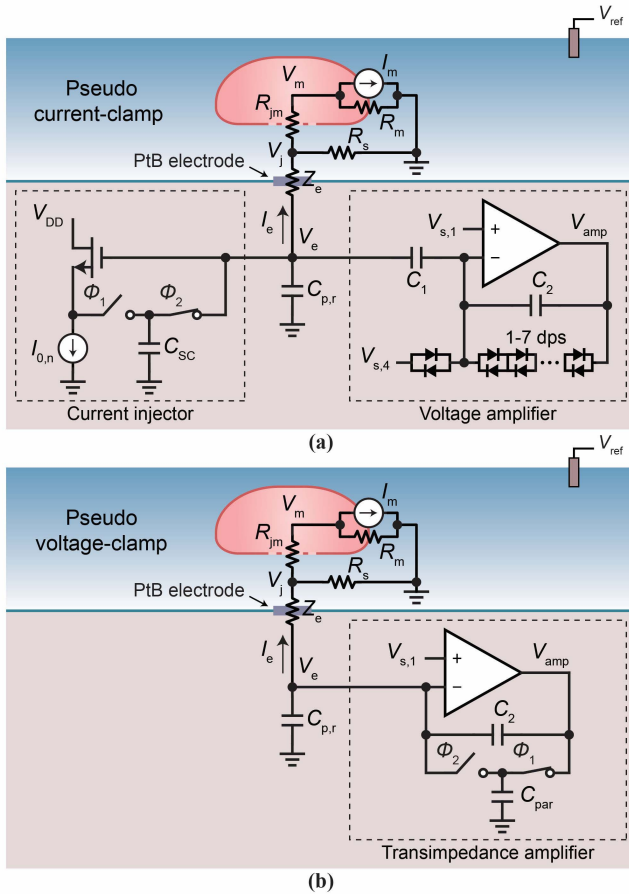 V_ref
Pseudo
current-clamp
V_m
I_m
R_jm
R_m
V_j
R_s
PtB electrode
Z_e
I_e
V_e
V_DD
Φ_1
Φ_2
C_p,r
I_0,n
C_SC
Current injector
V_s,1
+
−
V_amp
C_1
C_2
1-7 dps
V_s,4
Voltage amplifier
(a)
V_ref
Pseudo
voltage-clamp
V_m
I_m
R_jm
R_m
V_j
R_s
PtB electrode
Z_e
I_e
V_e
V_s,1
+
−
V_amp
C_p,r
C_2
Φ_2
Φ_1
C_par
Transimpedance amplifier
(b)